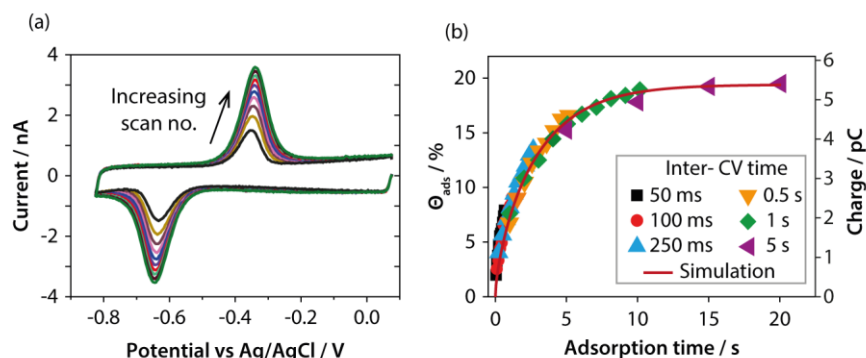 (a)
4
3
2
1
0
-1
-2
-3
-4
Current / nA
Increasing
scan no.
-0.8 -0.6 -0.4 -0.2 0.0
Potential vs Ag/AgCl / V
(b)
20
15
10
5
0
Θads / %
6
5
4
3
2
1
0
Charge / pC
Inter- CV time
50 ms 0.5 s
100 ms 1 s
250 ms 5 s
Simulation
0 5 10 15 20
Adsorption time / s